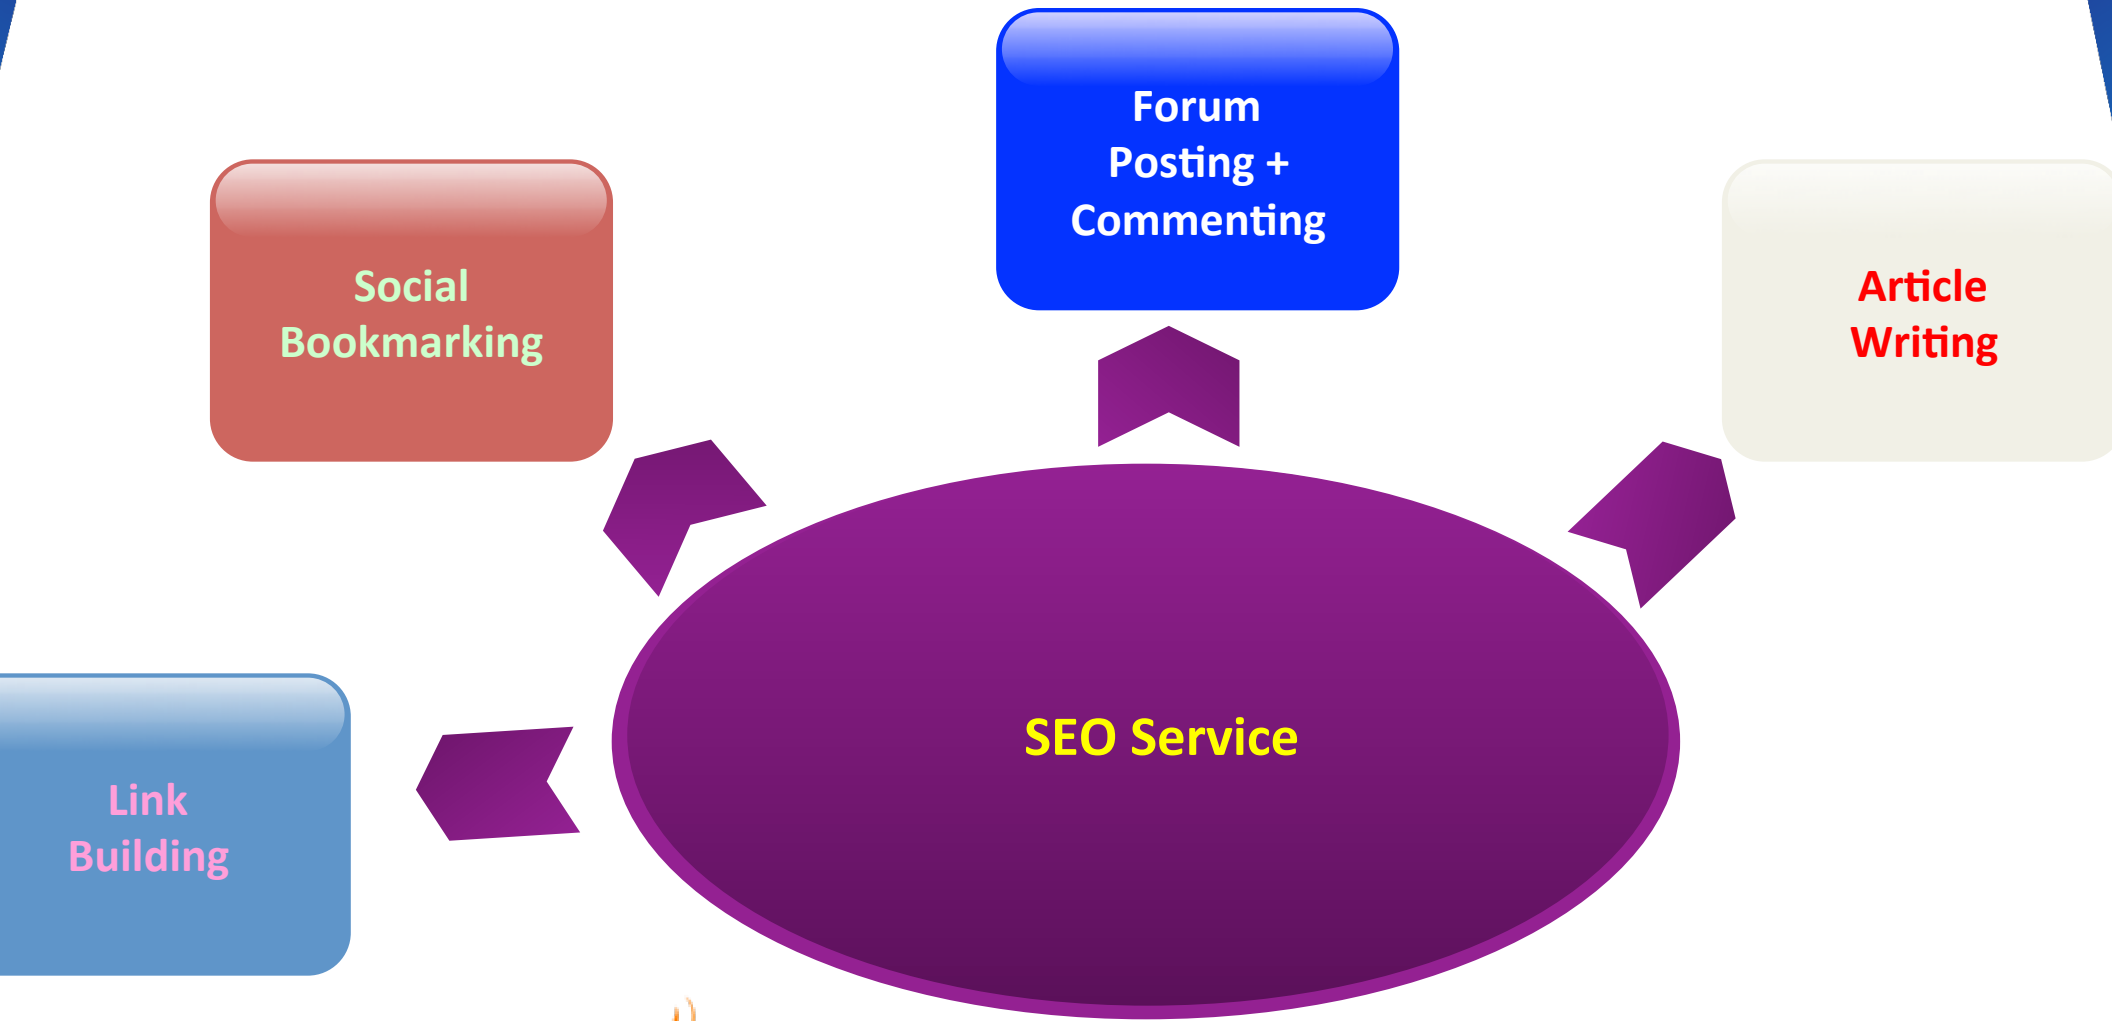 Forum
Posting +
Commenting
Social
Bookmarking
Article
Writing
SEO Service
Link
Building